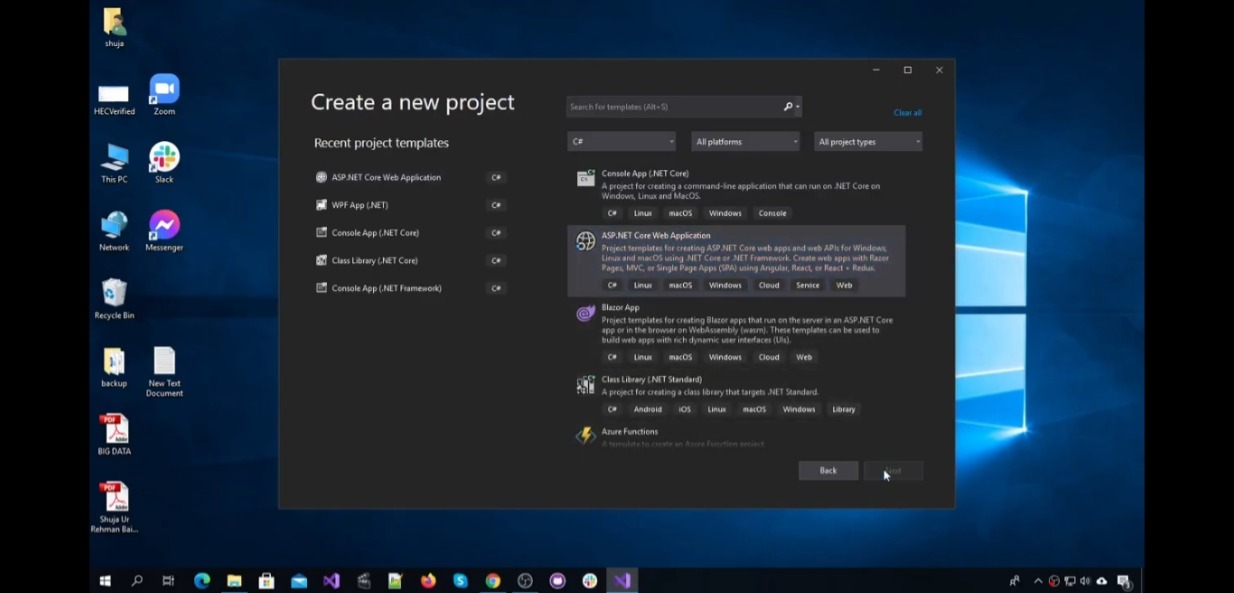 shuja
HECVerified
Zoom
This PC
Slack
Network
Messenger
Recycle Bin
backup
New Text
Document
BIG DATA
Shuja Ur
Rehman Bai...
Create a new project
Search for templates (Alt+S)
Clear all
Recent project templates
C#
All platforms
All project types
ASP.NET Core Web Application C#
WPF App (.NET) C#
Console App (.NET Core) C#
Class Library (.NET Core) C#
Console App (.NET Framework) C#
Console App (.NET Core)
A project for creating a command-line application that can run on .NET Core on
Windows, Linux and MacOS.
C# Linux macOS Windows Console
ASP.NET Core Web Application
Project templates for creating ASP.NET Core web apps and web APIs for Windows,
Linux and macOS using .NET Core or .NET Framework. Create web apps with Razor
Pages, MVC, or Single Page Apps (SPA) using Angular, React, or React + Redux.
C# Linux macOS Windows Cloud Service Web
Blazor App
Project templates for creating Blazor apps that run on the server in an ASP.NET Core
app or in the browser on WebAssembly (wasm). These templates can be used to
build web apps with rich dynamic user interfaces (UIs).
C# Linux macOS Windows Cloud Web
Class Library (.NET Standard)
A project for creating a class library that targets .NET Standard.
C# Android iOS Linux macOS Windows Library
Azure Functions
A template to create an Azure Function project.
Back
Next